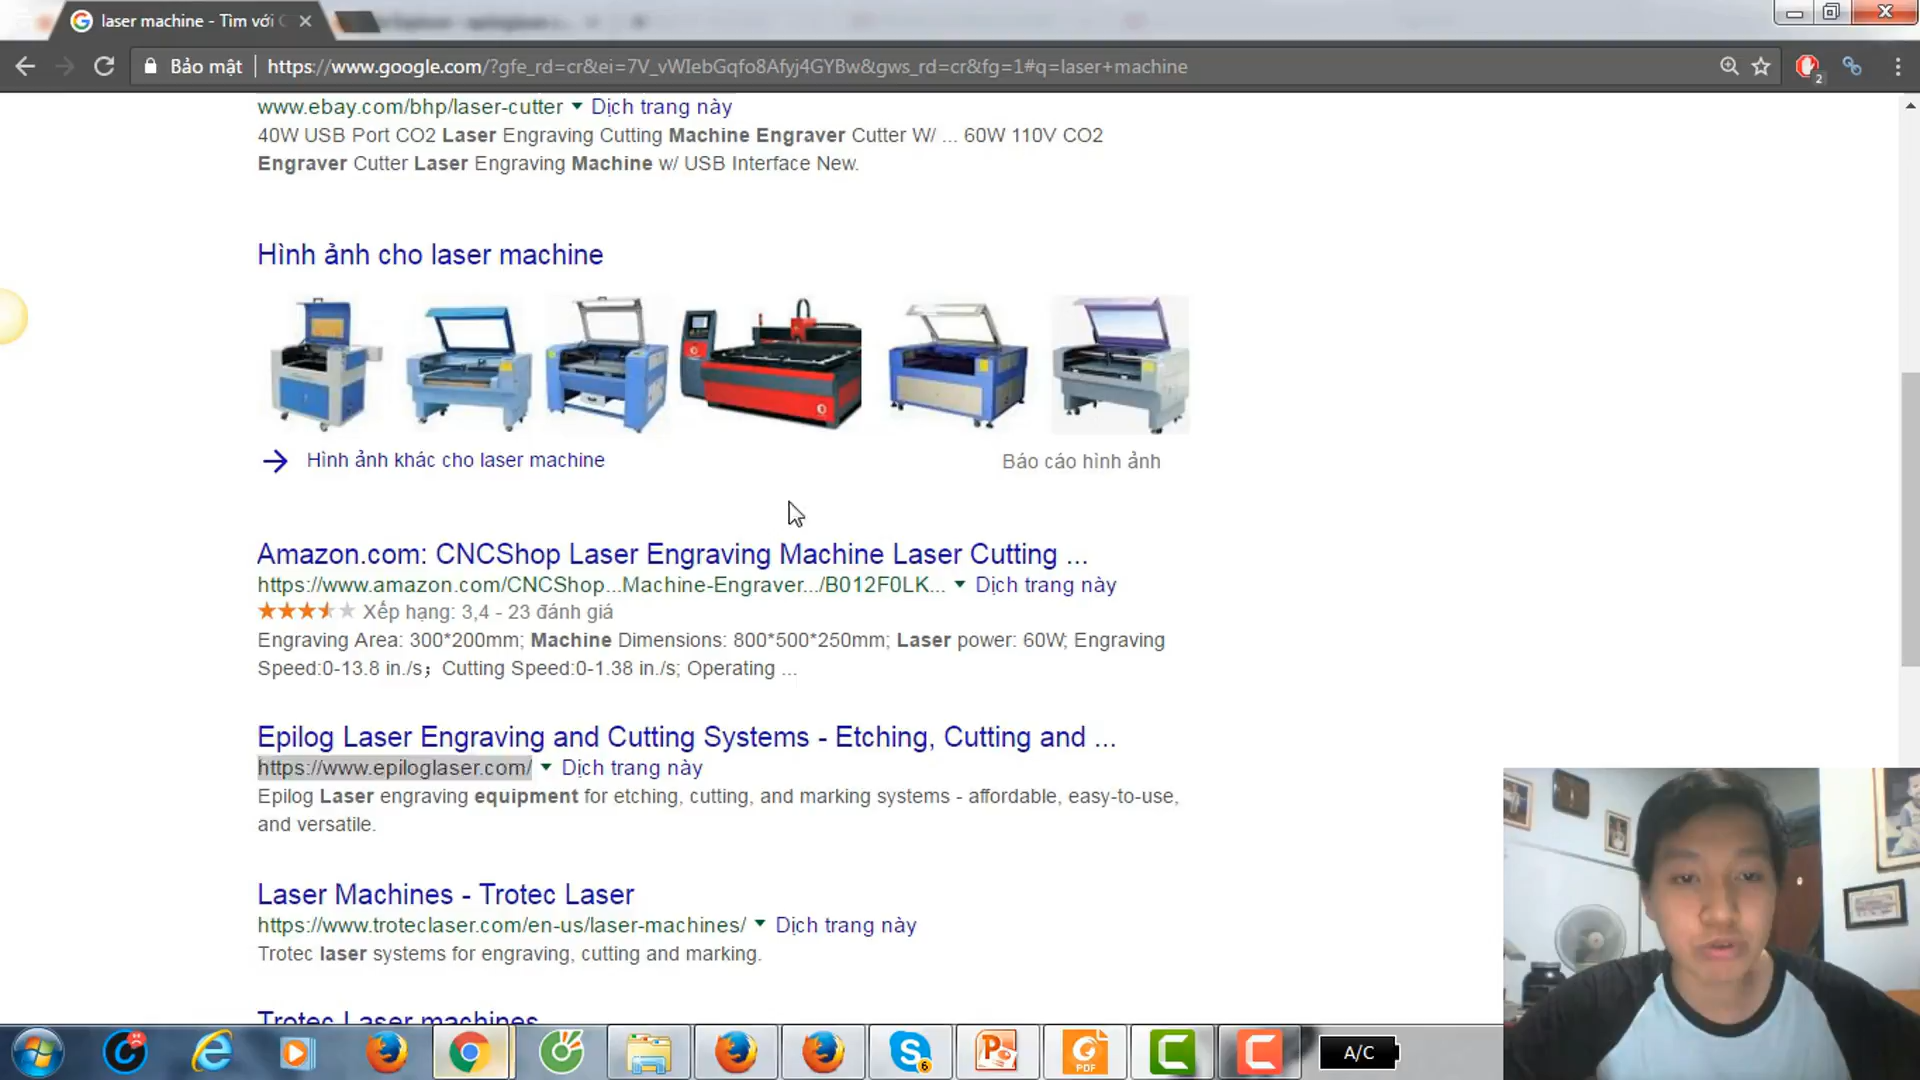 laser machine - Tìm với G
Bảo mật
https://www.google.com/?gfe_rd=cr&ei=7V_vWIebGqfo8Afyj4GYBw&gws_rd=cr&fg=1#q=laser+machine
2
www.ebay.com/bhp/laser-cutter Dịch trang này
40W USB Port CO2 Laser Engraving Cutting Machine Engraver Cutter W/ ... 60W 110V CO2
Engraver Cutter Laser Engraving Machine w/ USB Interface New.
Hình ảnh cho laser machine
Hình ảnh khác cho laser machine
Báo cáo hình ảnh
Amazon.com: CNCShop Laser Engraving Machine Laser Cutting ...
https://www.amazon.com/CNCShop...Machine-Engraver.../B012F0LK... Dịch trang này
Xếp hạng: 3,4 - 23 đánh giá
Engraving Area: 300*200mm; Machine Dimensions: 800*500*250mm; Laser power: 60W; Engraving
Speed:0-13.8 in./s； Cutting Speed:0-1.38 in./s; Operating ...
Epilog Laser Engraving and Cutting Systems - Etching, Cutting and ...
https://www.epiloglaser.com/ Dịch trang này
Epilog Laser engraving equipment for etching, cutting, and marking systems - affordable, easy-to-use,
and versatile.
Laser Machines - Trotec Laser
https://www.troteclaser.com/en-us/laser-machines/ Dịch trang này
Trotec laser systems for engraving, cutting and marking.
Trotec Laser machines
6
PDF
A/C